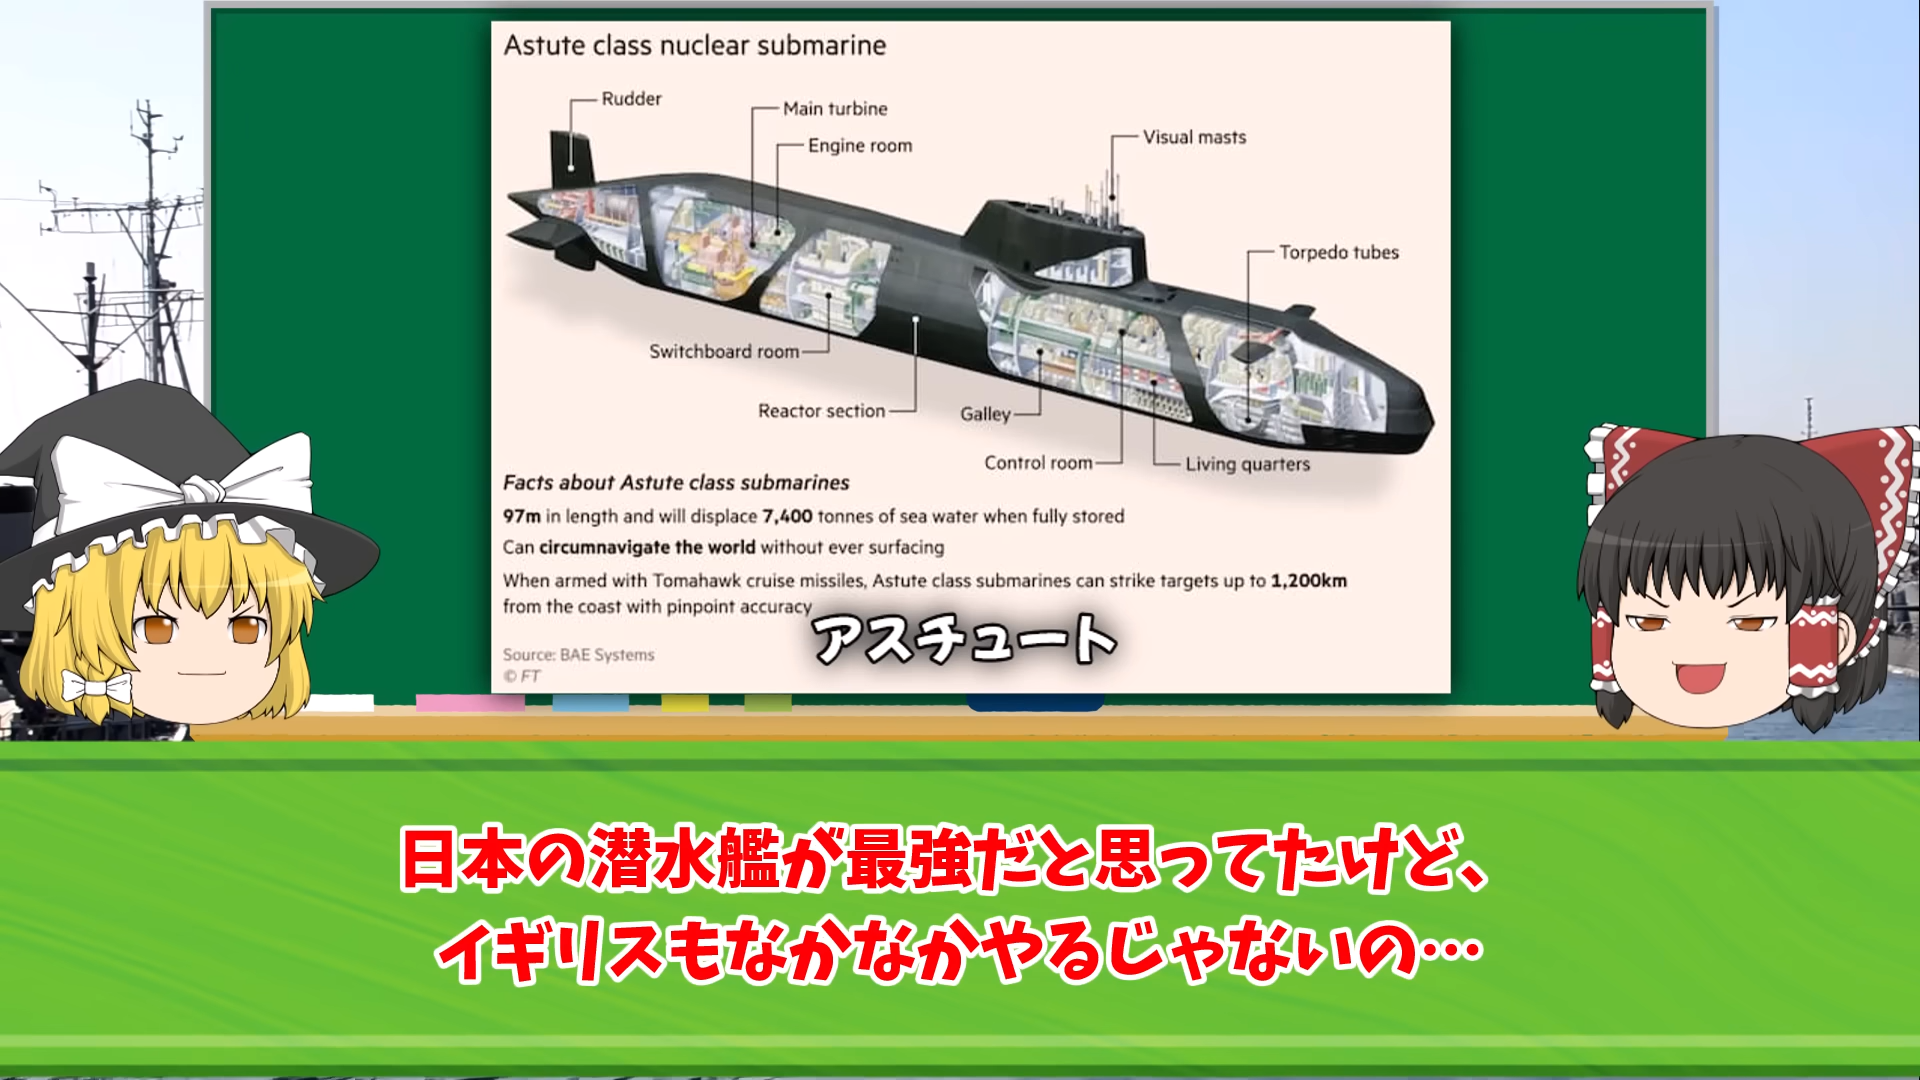 Astute class nuclear submarine
Rudder
Main turbine
Engine room
Visual masts
Torpedo tubes
Switchboard room
Reactor section
Galley
Control room
Living quarters
Facts about Astute class submarines
97m in length and will displace 7,400 tonnes of sea water when fully stored
Can circumnavigate the world without ever surfacing
When armed with Tomahawk cruise missiles, Astute class submarines can strike targets up to 1,200km
from the coast with pinpoint accuracy
アスチュート
Source: BAE Systems
© FT
日本の潜水艦が最強だと思ってたけど、
イギリスもなかなかやるじゃないの…